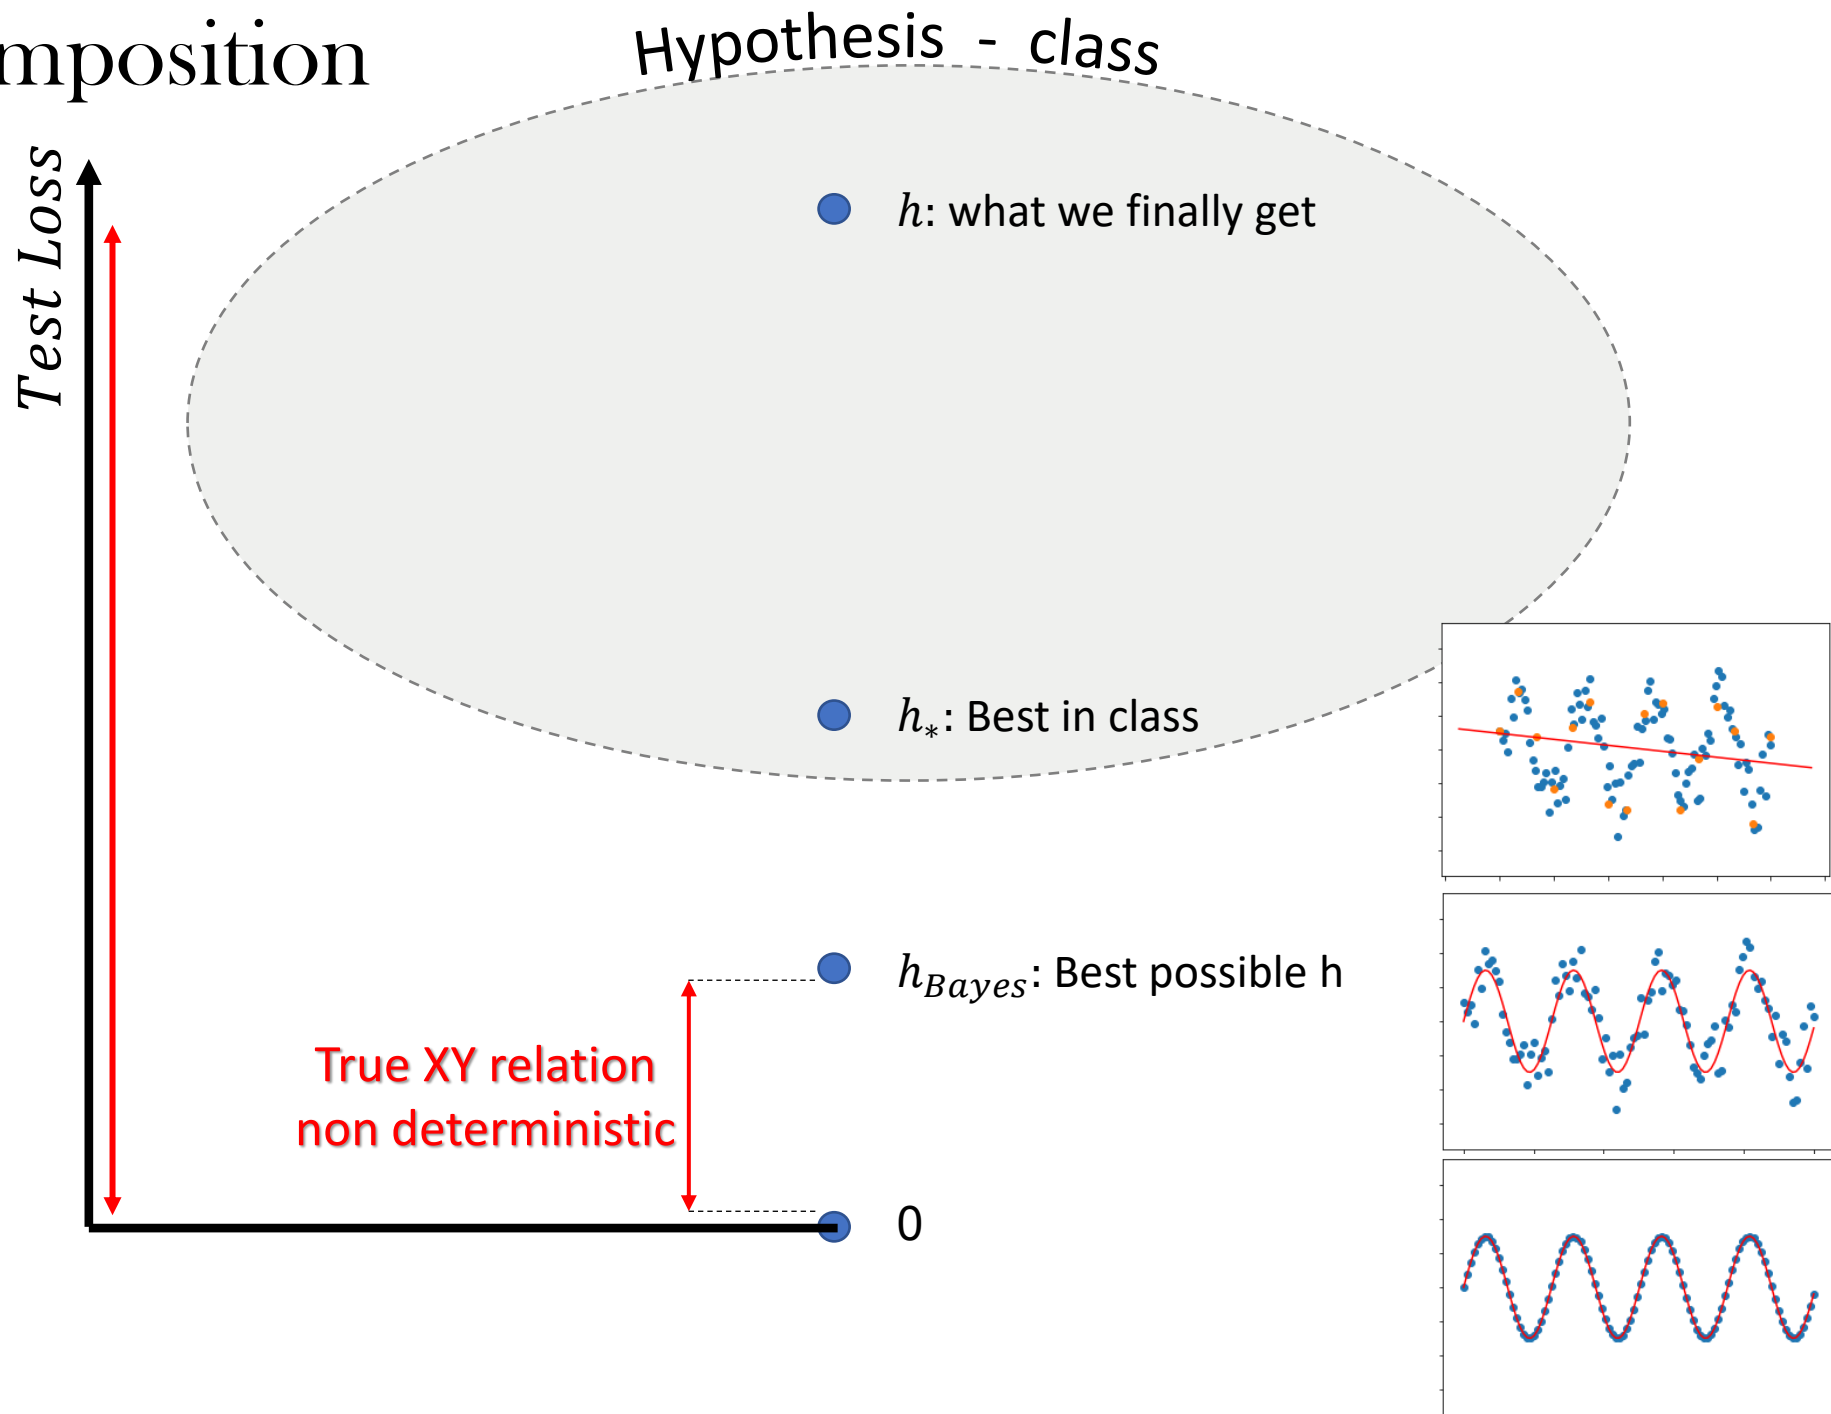 mposition
Hypothesis - class
Test Loss
h: what we finally get
h*: Best in class
hBayes: Best possible h
True XY relation
non deterministic
0